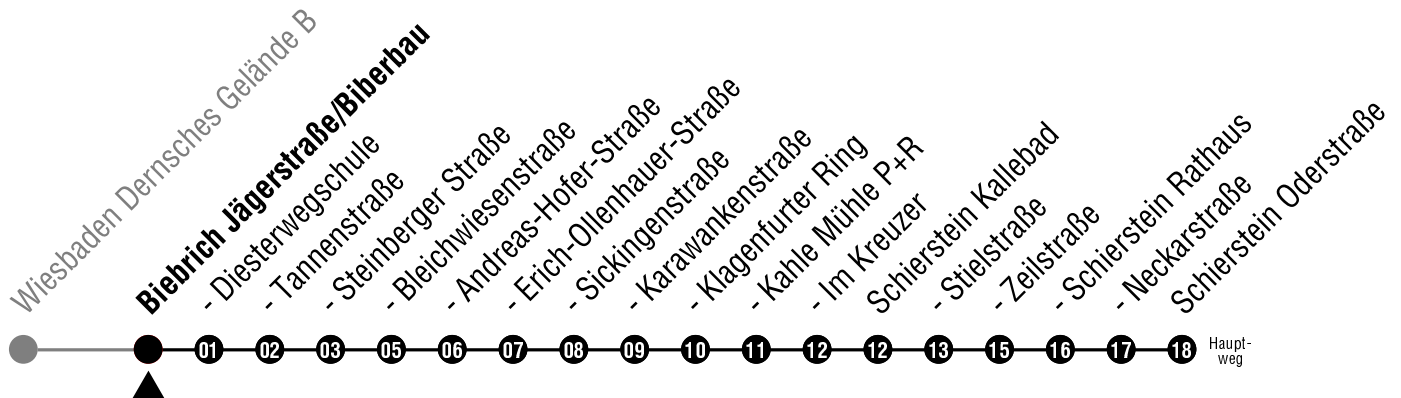 Wiesbaden Dernsches Gelände B
Biebrich Jägerstraße/Biberbau
- Diesterwegschule
- Tannenstraße
- Steinberger Straße
- Bleichwiesenstraße
- Andreas-Hofer-Straße
- Erich-Ollenhauer-Straße
- Sickingenstraße
- Karawankenstraße
- Klagenfurter Ring
- Kahle Mühle P+R
- Im Kreuzer
Schierstein Kallebad
- Stielstraße
- Zeilstraße
- Schierstein Rathaus
- Neckarstraße
Schierstein Oderstraße
01 02 03 05 06 07 08 09 10 11 12 12 13 15 16 17 18
Haupt-
weg